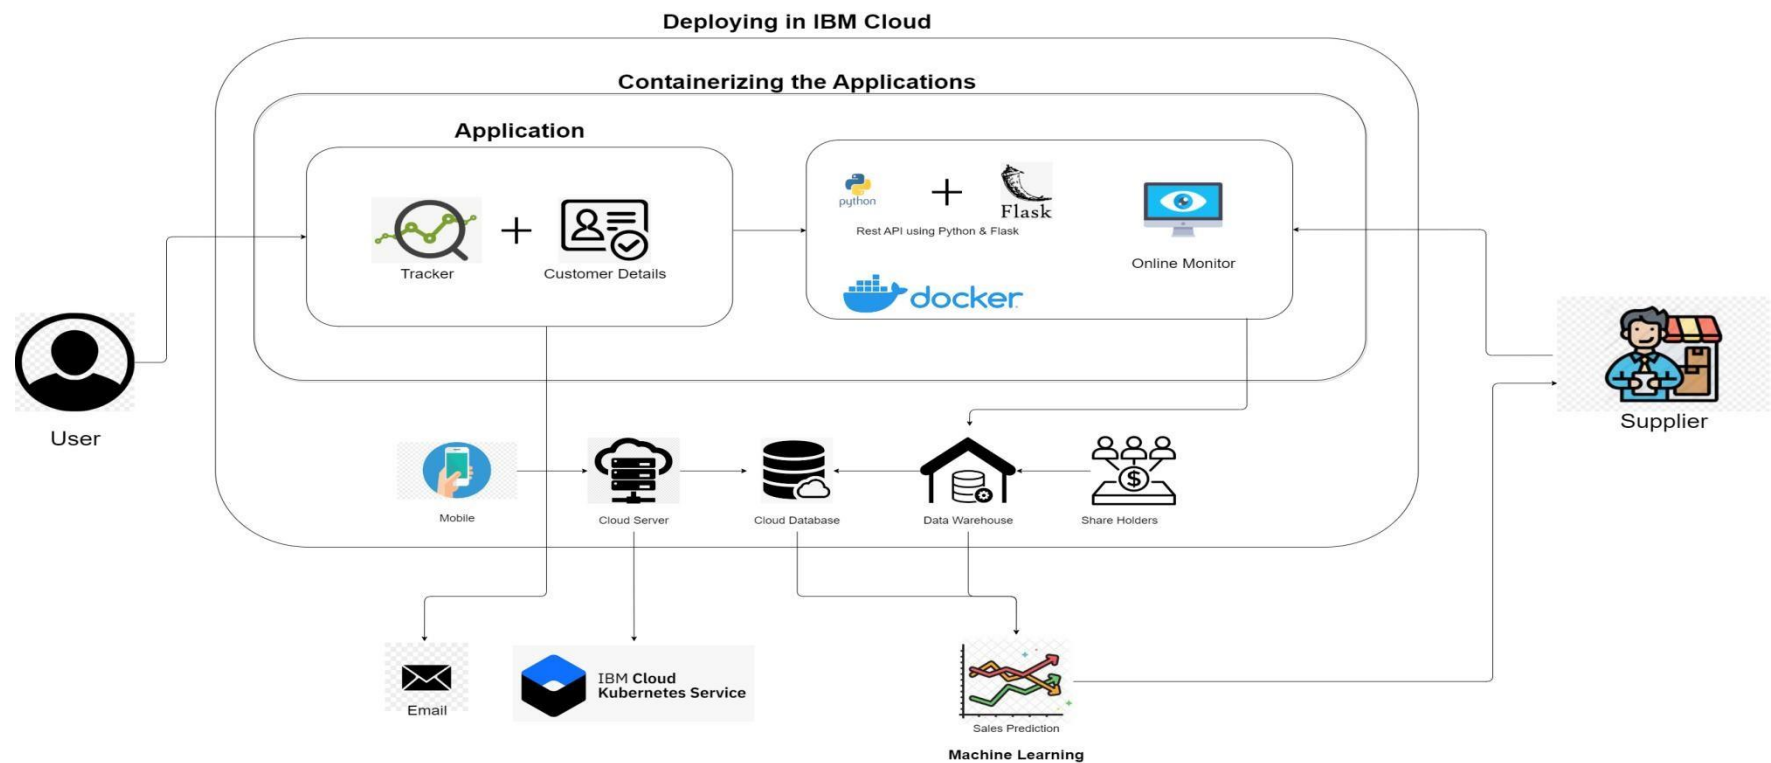 Deploying in IBM Cloud
Containerizing the Applications
Application
python
Flask
Rest API using Python & Flask
Tracker
Customer Details
Online Monitor
docker
User
Supplier
Mobile
Cloud Server
Cloud Database
Data Warehouse
Share Holders
$
Email
IBM Cloud
Kubernetes Service
Sales Prediction
Machine Learning